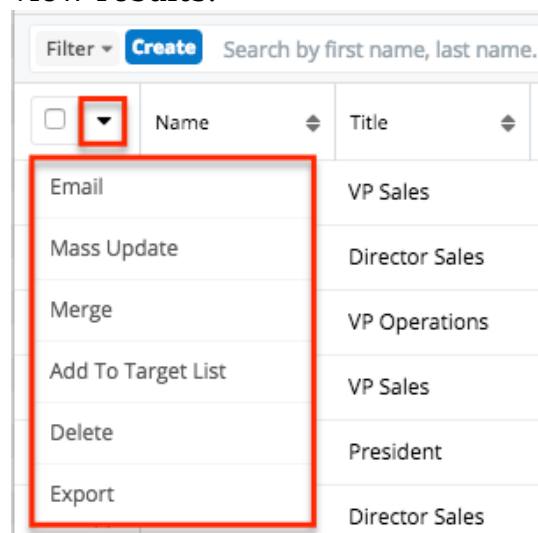 Filter Create Search by first name, last name.
Name Title
Email
VP Sales
Mass Update
Director Sales
Merge
VP Operations
Add To Target List
VP Sales
Delete
President
Export
Director Sales